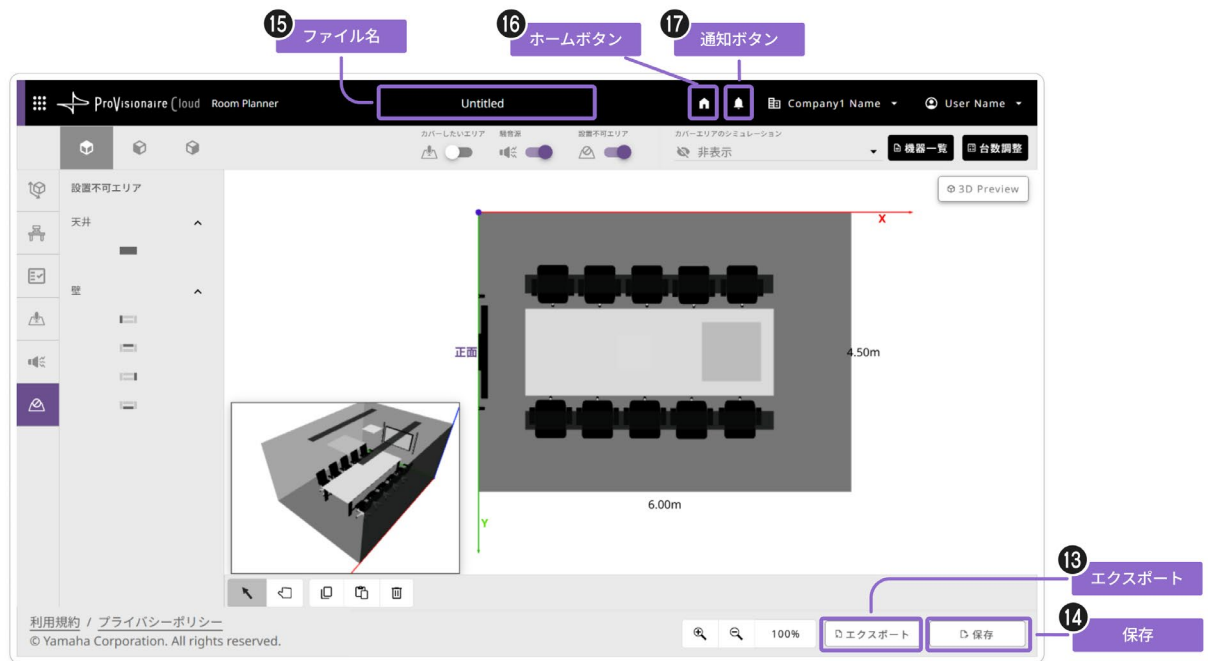 ⑮ ファイル名
⑯ ホームボタン
⑰ 通知ボタン
ProVisionaire Cloud Room Planner
Untitled
Company1 Name
User Name
カバーしたいエリア
騒音源
設置不可エリア
カバーエリアのシミュレーション
非表示
機器一覧
台数調整
設置不可エリア
天井
壁
3D Preview
X
正面
4.50m
6.00m
Y
⑬ エクスポート
⑭ 保存
利用規約 / プライバシーポリシー
© Yamaha Corporation. All rights reserved.
100%
エクスポート
保存